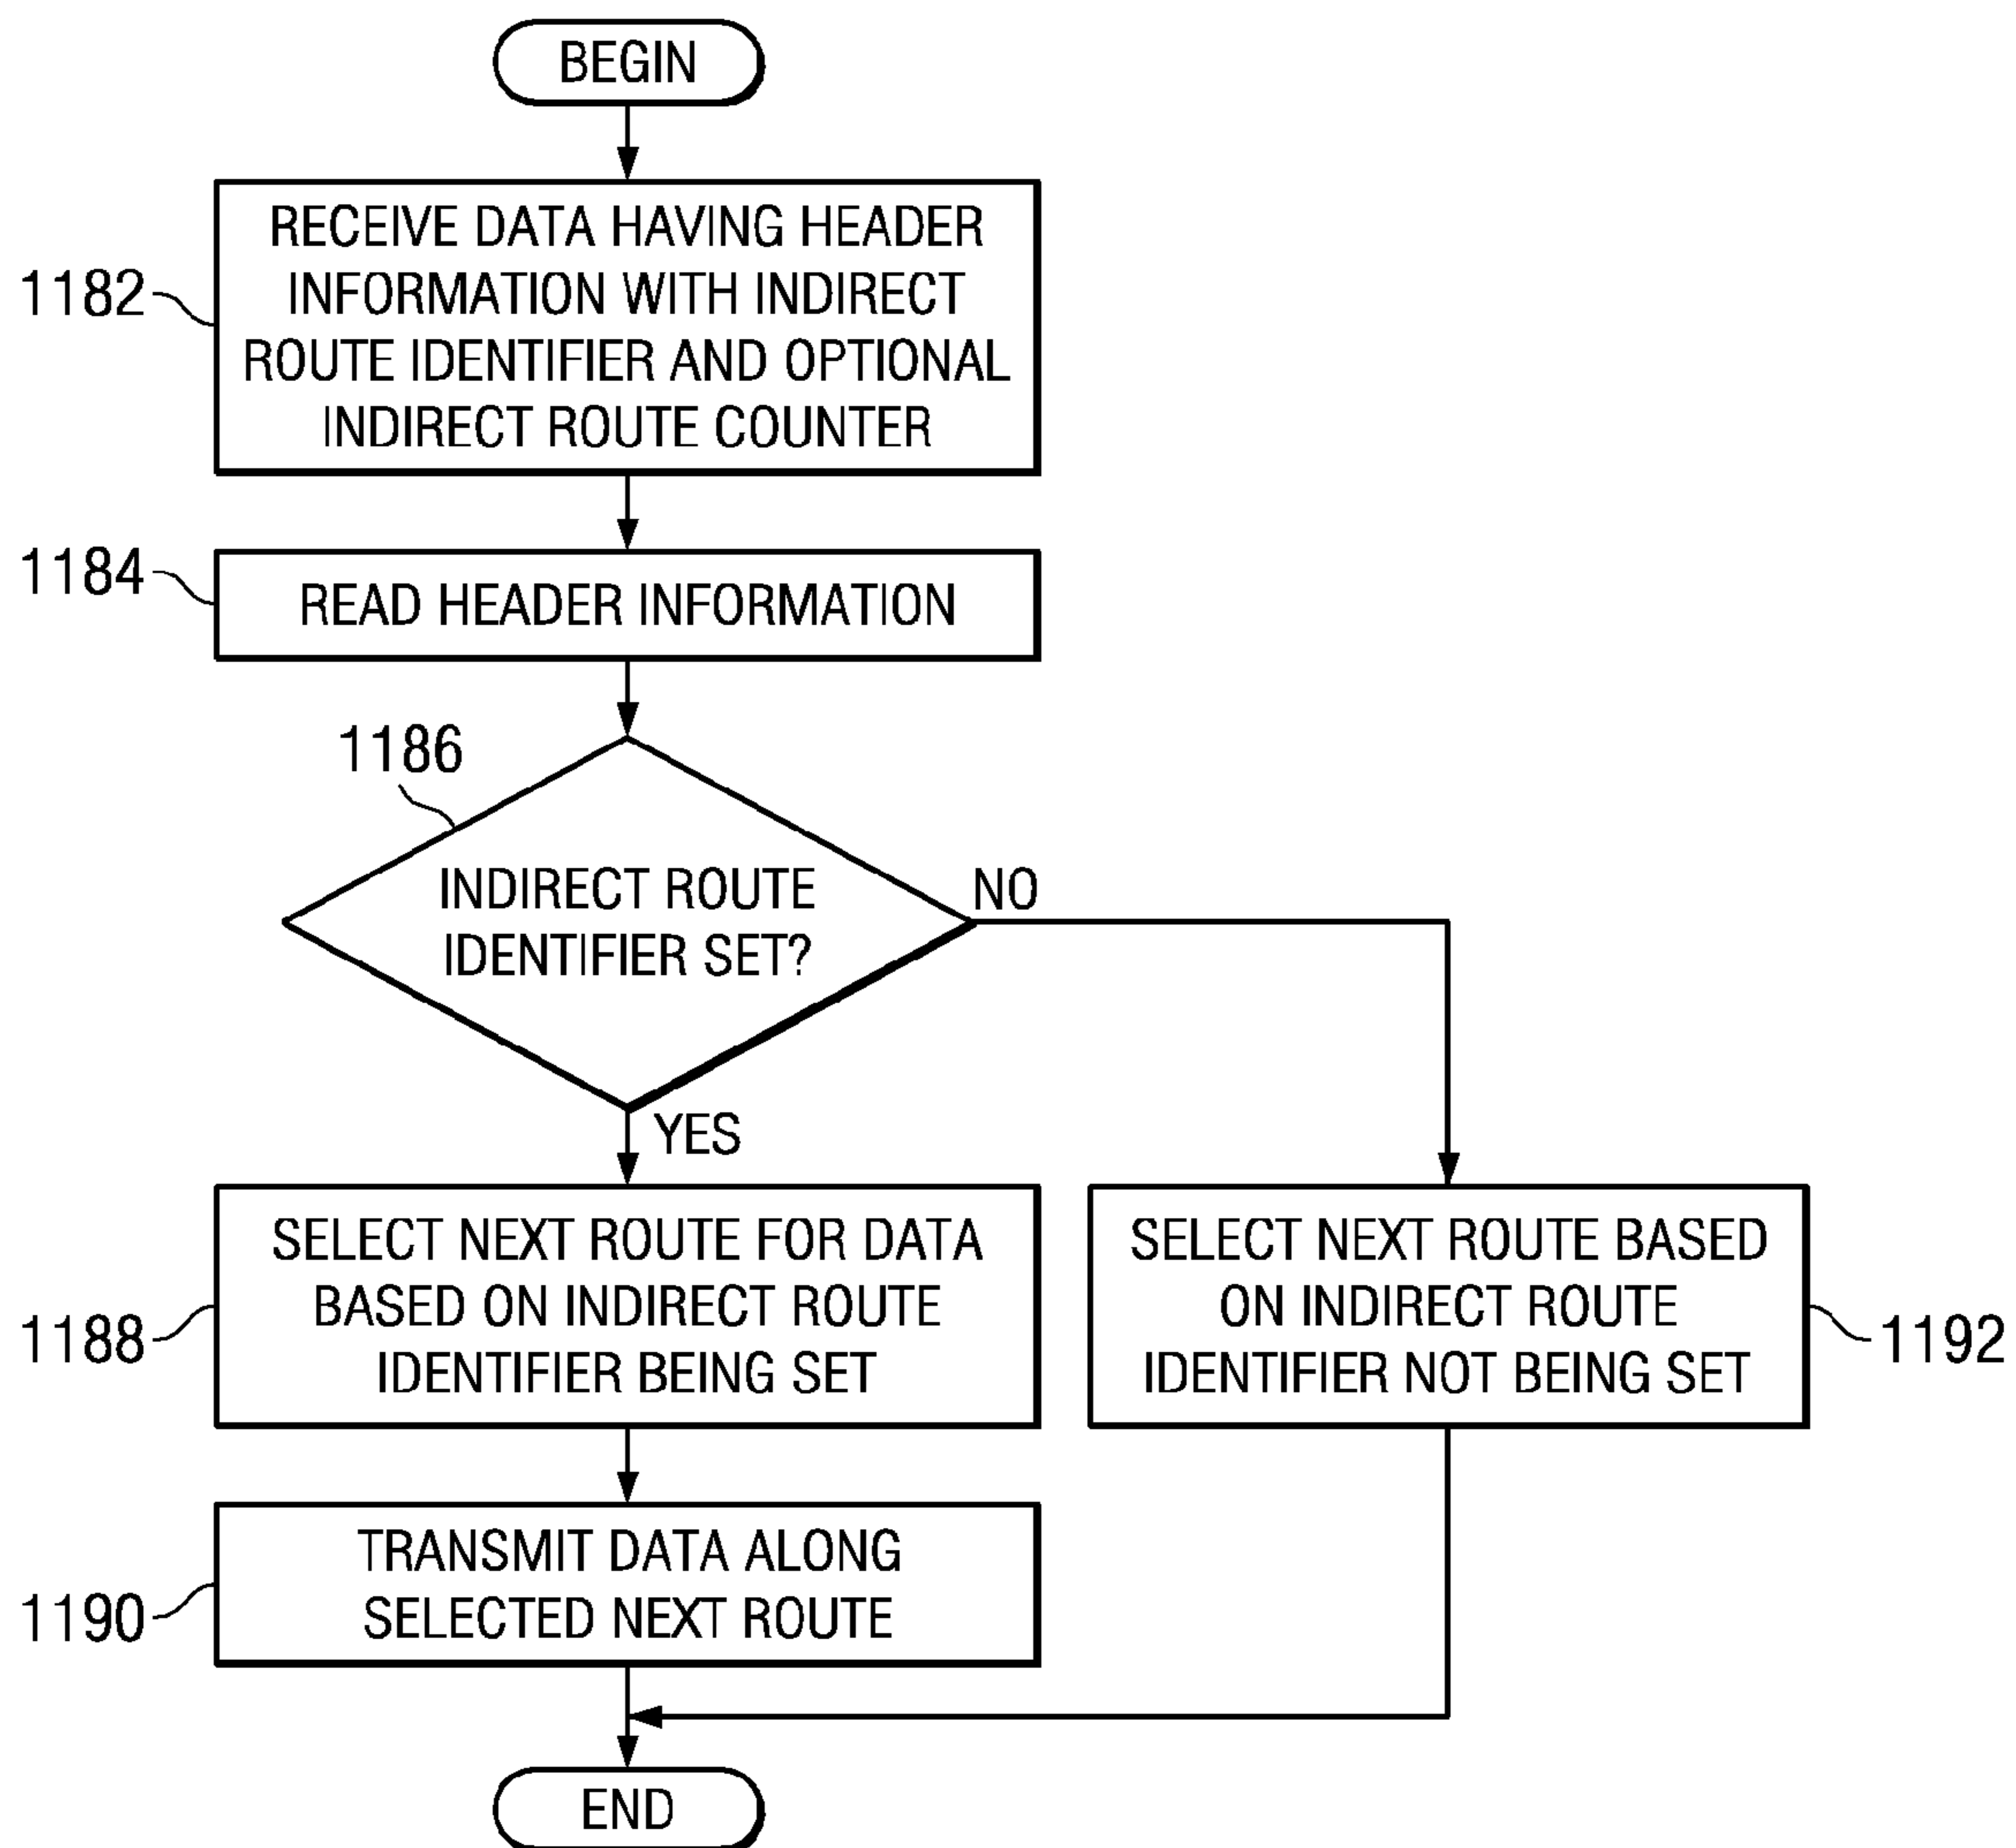 BEGIN
1182
RECEIVE DATA HAVING HEADER
INFORMATION WITH INDIRECT
ROUTE IDENTIFIER AND OPTIONAL
INDIRECT ROUTE COUNTER
1184
READ HEADER INFORMATION
1186
INDIRECT ROUTE
IDENTIFIER SET?
NO
YES
1188
SELECT NEXT ROUTE FOR DATA
BASED ON INDIRECT ROUTE
IDENTIFIER BEING SET
SELECT NEXT ROUTE BASED
ON INDIRECT ROUTE
IDENTIFIER NOT BEING SET
1192
1190
TRANSMIT DATA ALONG
SELECTED NEXT ROUTE
END